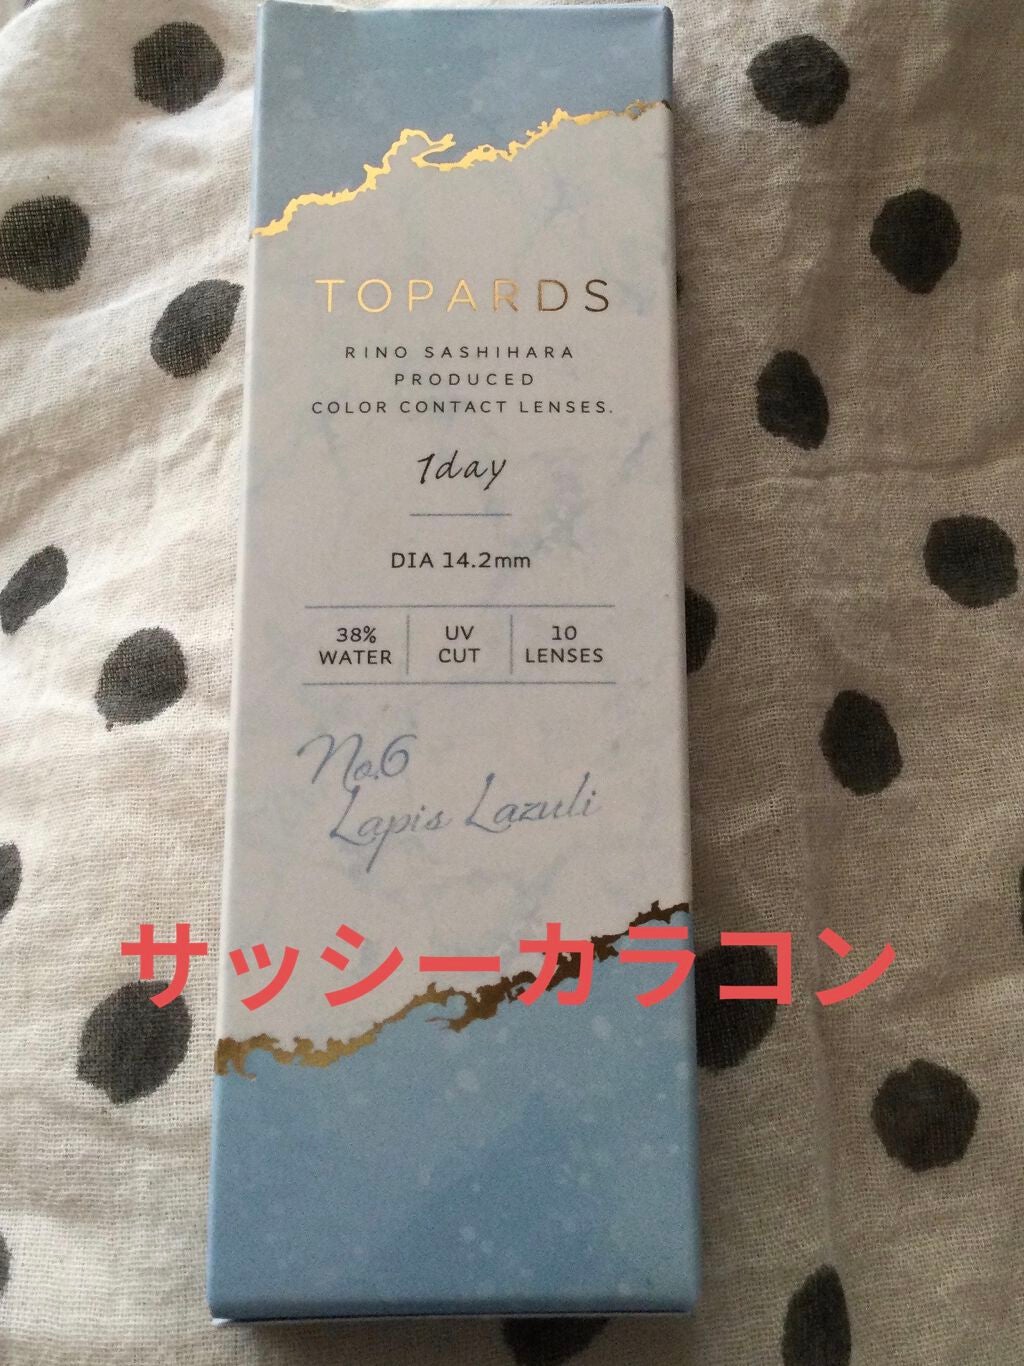 TOPARDS
RINO SASHIHARA
PRODUCED
COLOR CONTACT LENSES.
1day
DIA 14.2mm
38%
WATER
UV
CUT
10
LENSES
No.6
Lapis Lazuli
サッシーカラコン